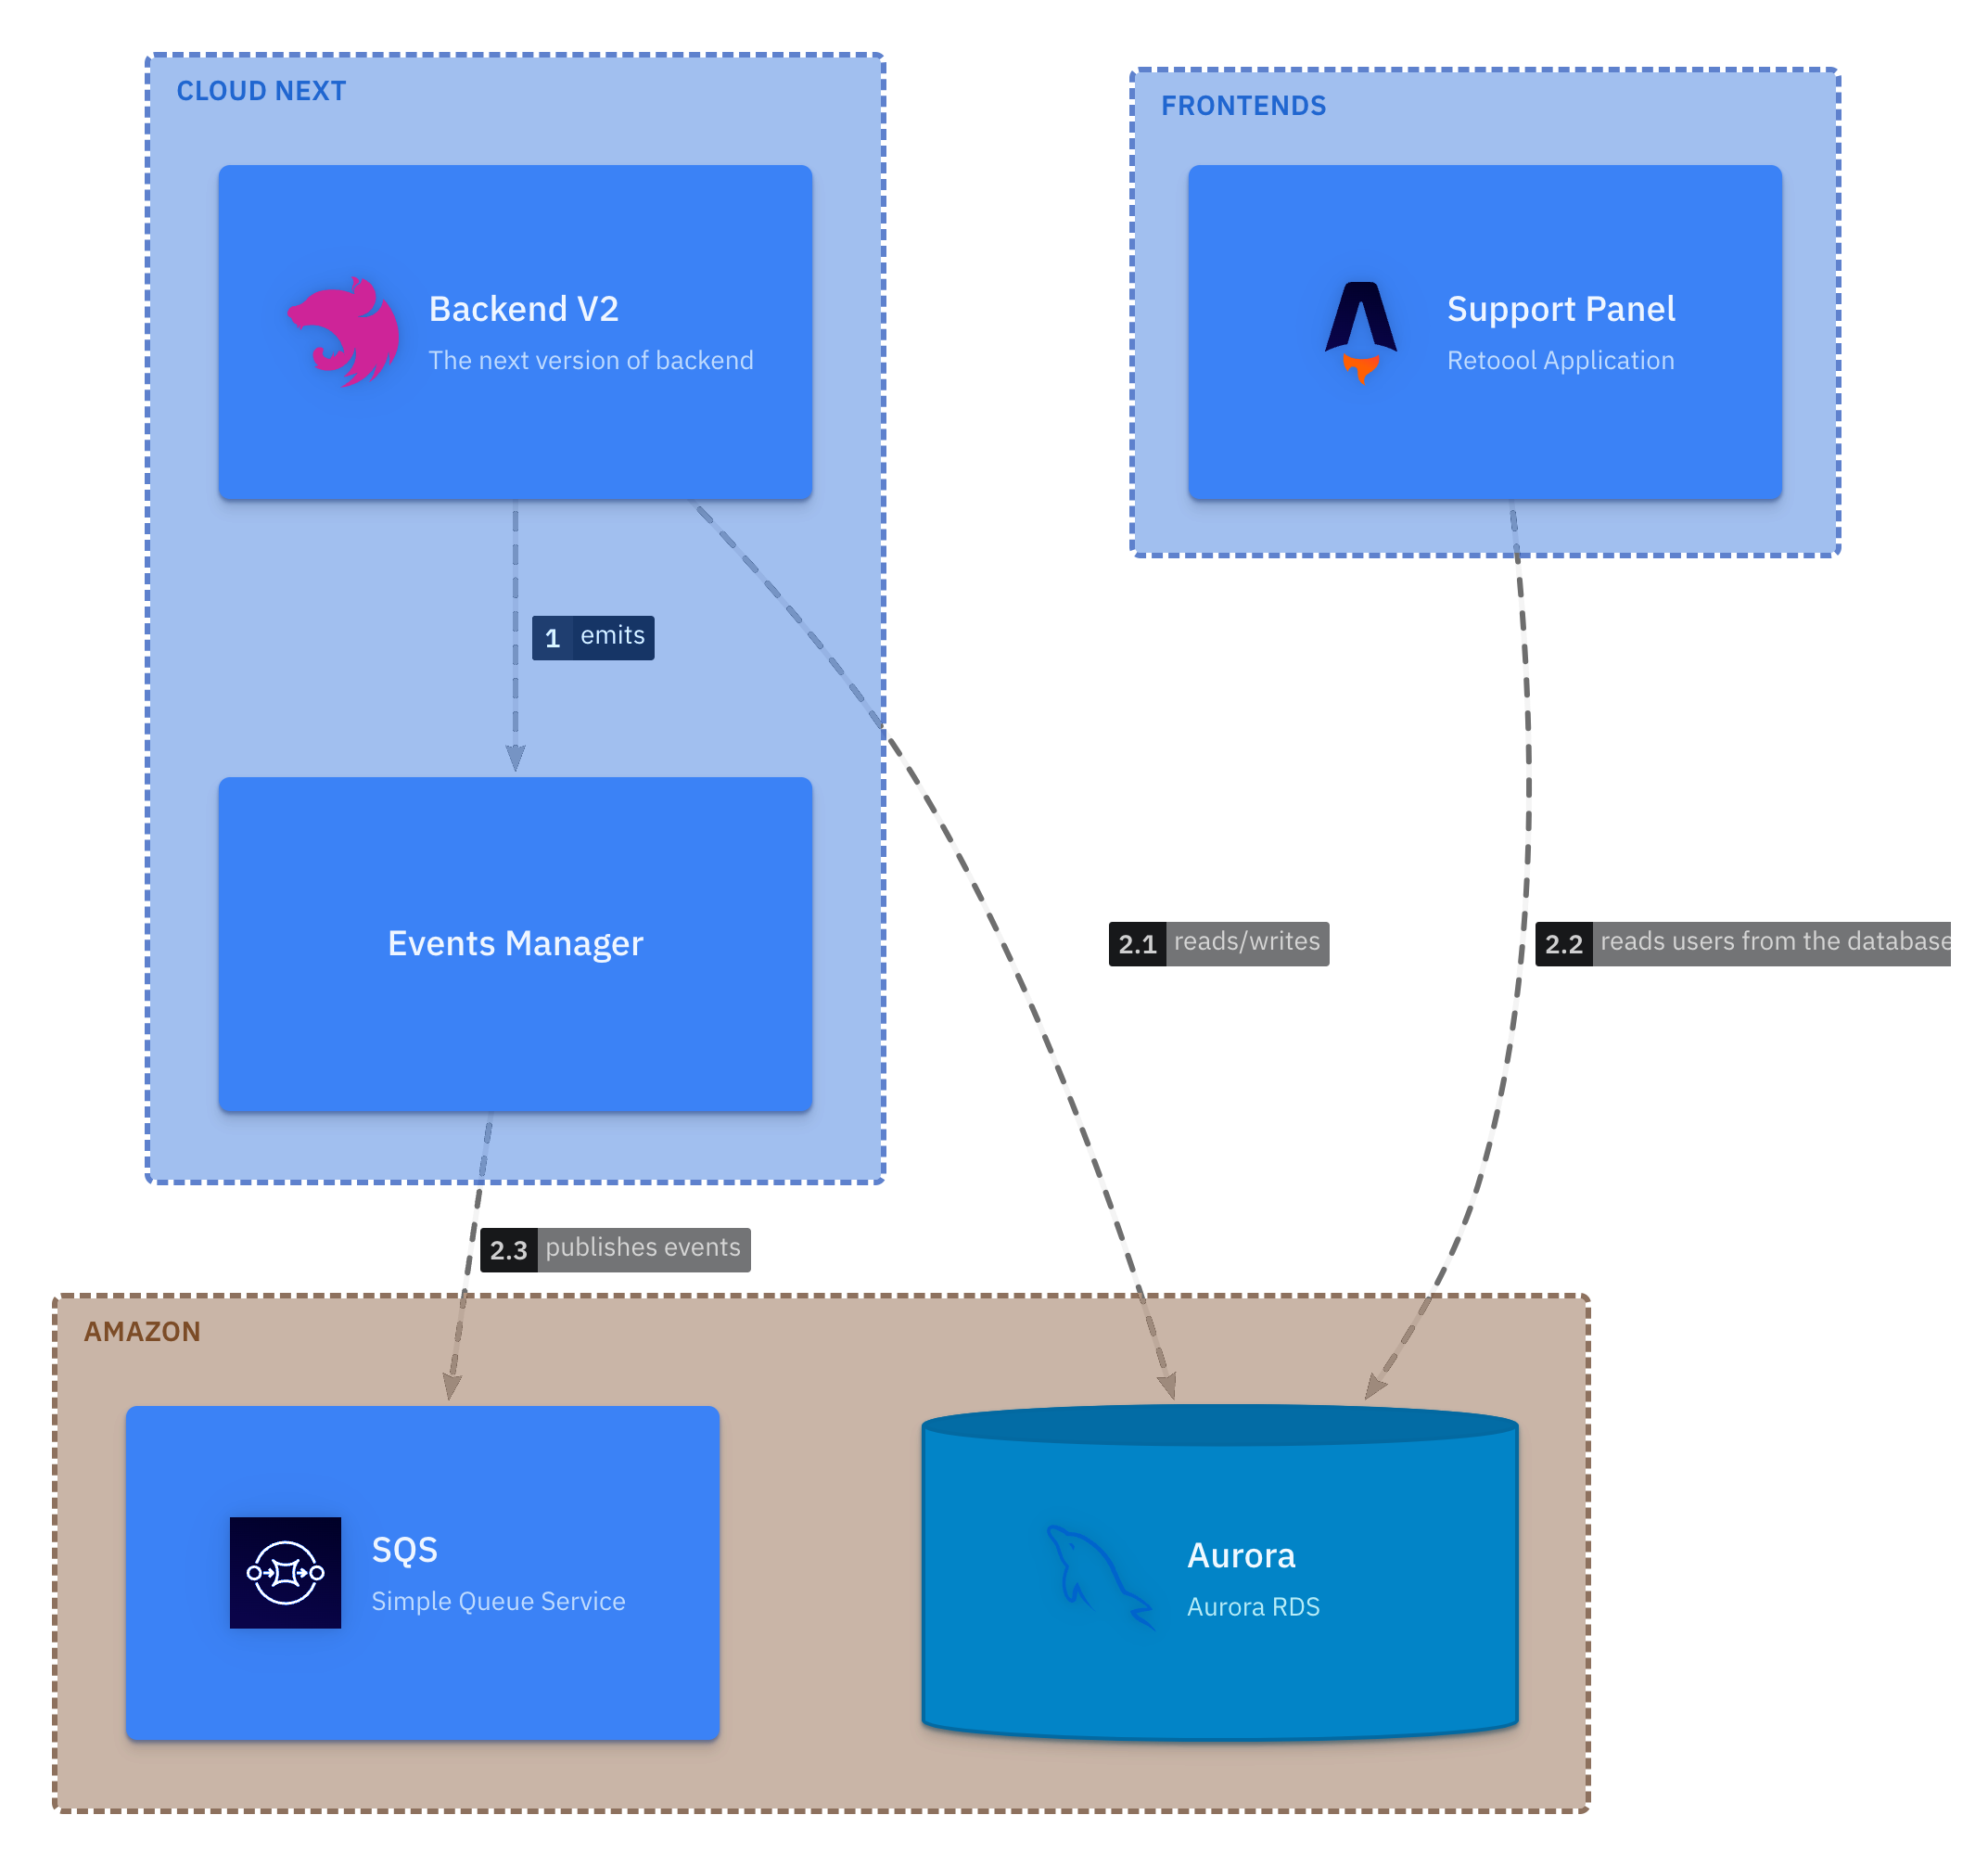 CLOUD NEXT
FRONTENDS
Backend V2
The next version of backend
Support Panel
Retoool Application
1 emits
Events Manager
2.1 reads/writes
2.2 reads users from the database
2.3 publishes events
AMAZON
SQS
Simple Queue Service
Aurora
Aurora RDS